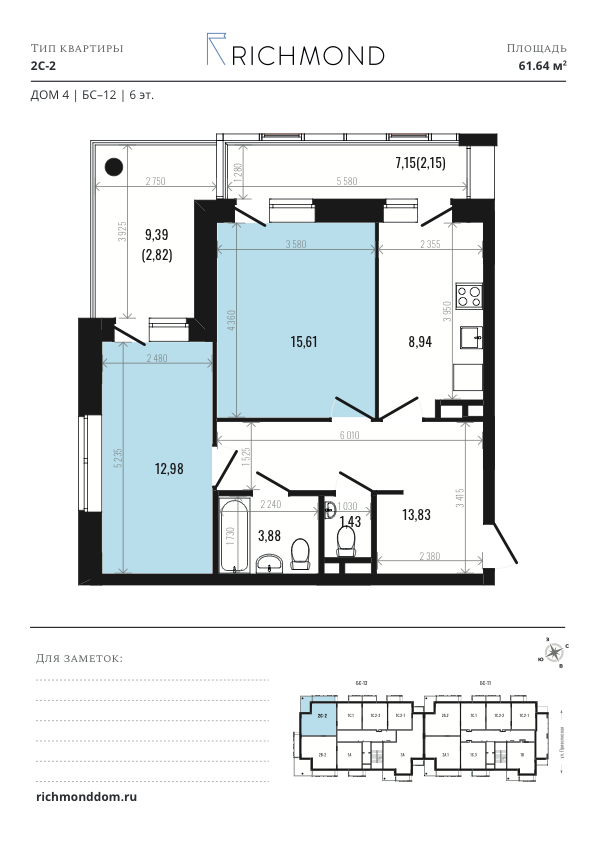 Тип квартиры
2С-2
RICHMOND
Площадь
61.64 м²
ДОМ 4 | БС–12 | 6 эт.
7,15(2,15)
1 280
5 580
2 750
3 925
9,39
(2,82)
3 580
2 355
4 360
3 950
15,61
8,94
2 480
5 235
12,98
6 010
1 525
3 415
2 240
1 030
1 730
3,88
1.43
13,83
2 380
Для заметок:
З
С
Ю
В
БС-12
БС-11
2С-2
richmonddom.ru